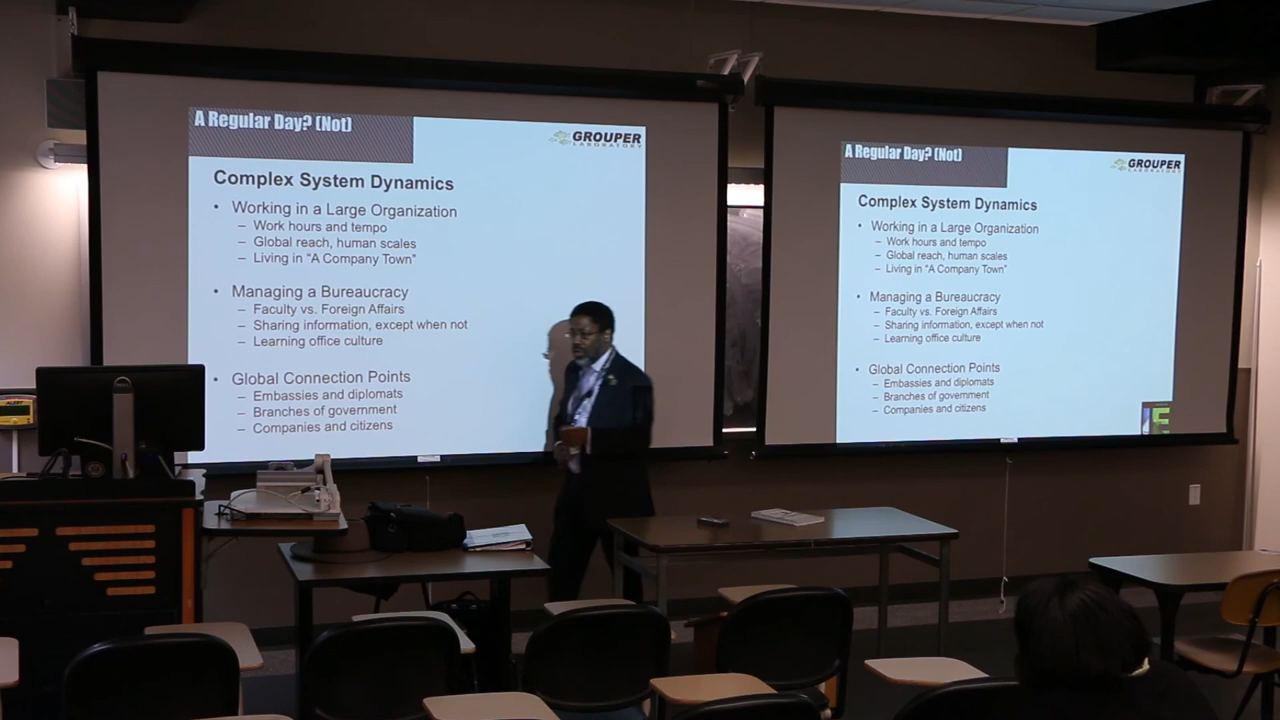 A Regular Day? (Not)
GROUPER
LABORATORY
Complex System Dynamics
• Working in a Large Organization
– Work hours and tempo
– Global reach, human scales
– Living in "A Company Town"
• Managing a Bureaucracy
– Faculty vs. Foreign Affairs
– Sharing information, except when not
– Learning office culture
• Global Connection Points
– Embassies and diplomats
– Branches of government
– Companies and citizens
A Regular Day? (Not)
GROUPER
LABORATORY
Complex System Dynamics
• Working in a Large Organization
– Work hours and tempo
– Global reach, human scales
– Living in "A Company Town"
• Managing a Bureaucracy
– Faculty vs. Foreign Affairs
– Sharing information, except when not
– Learning office culture
• Global Connection Points
– Embassies and diplomats
– Branches of government
– Companies and citizens
ALERT